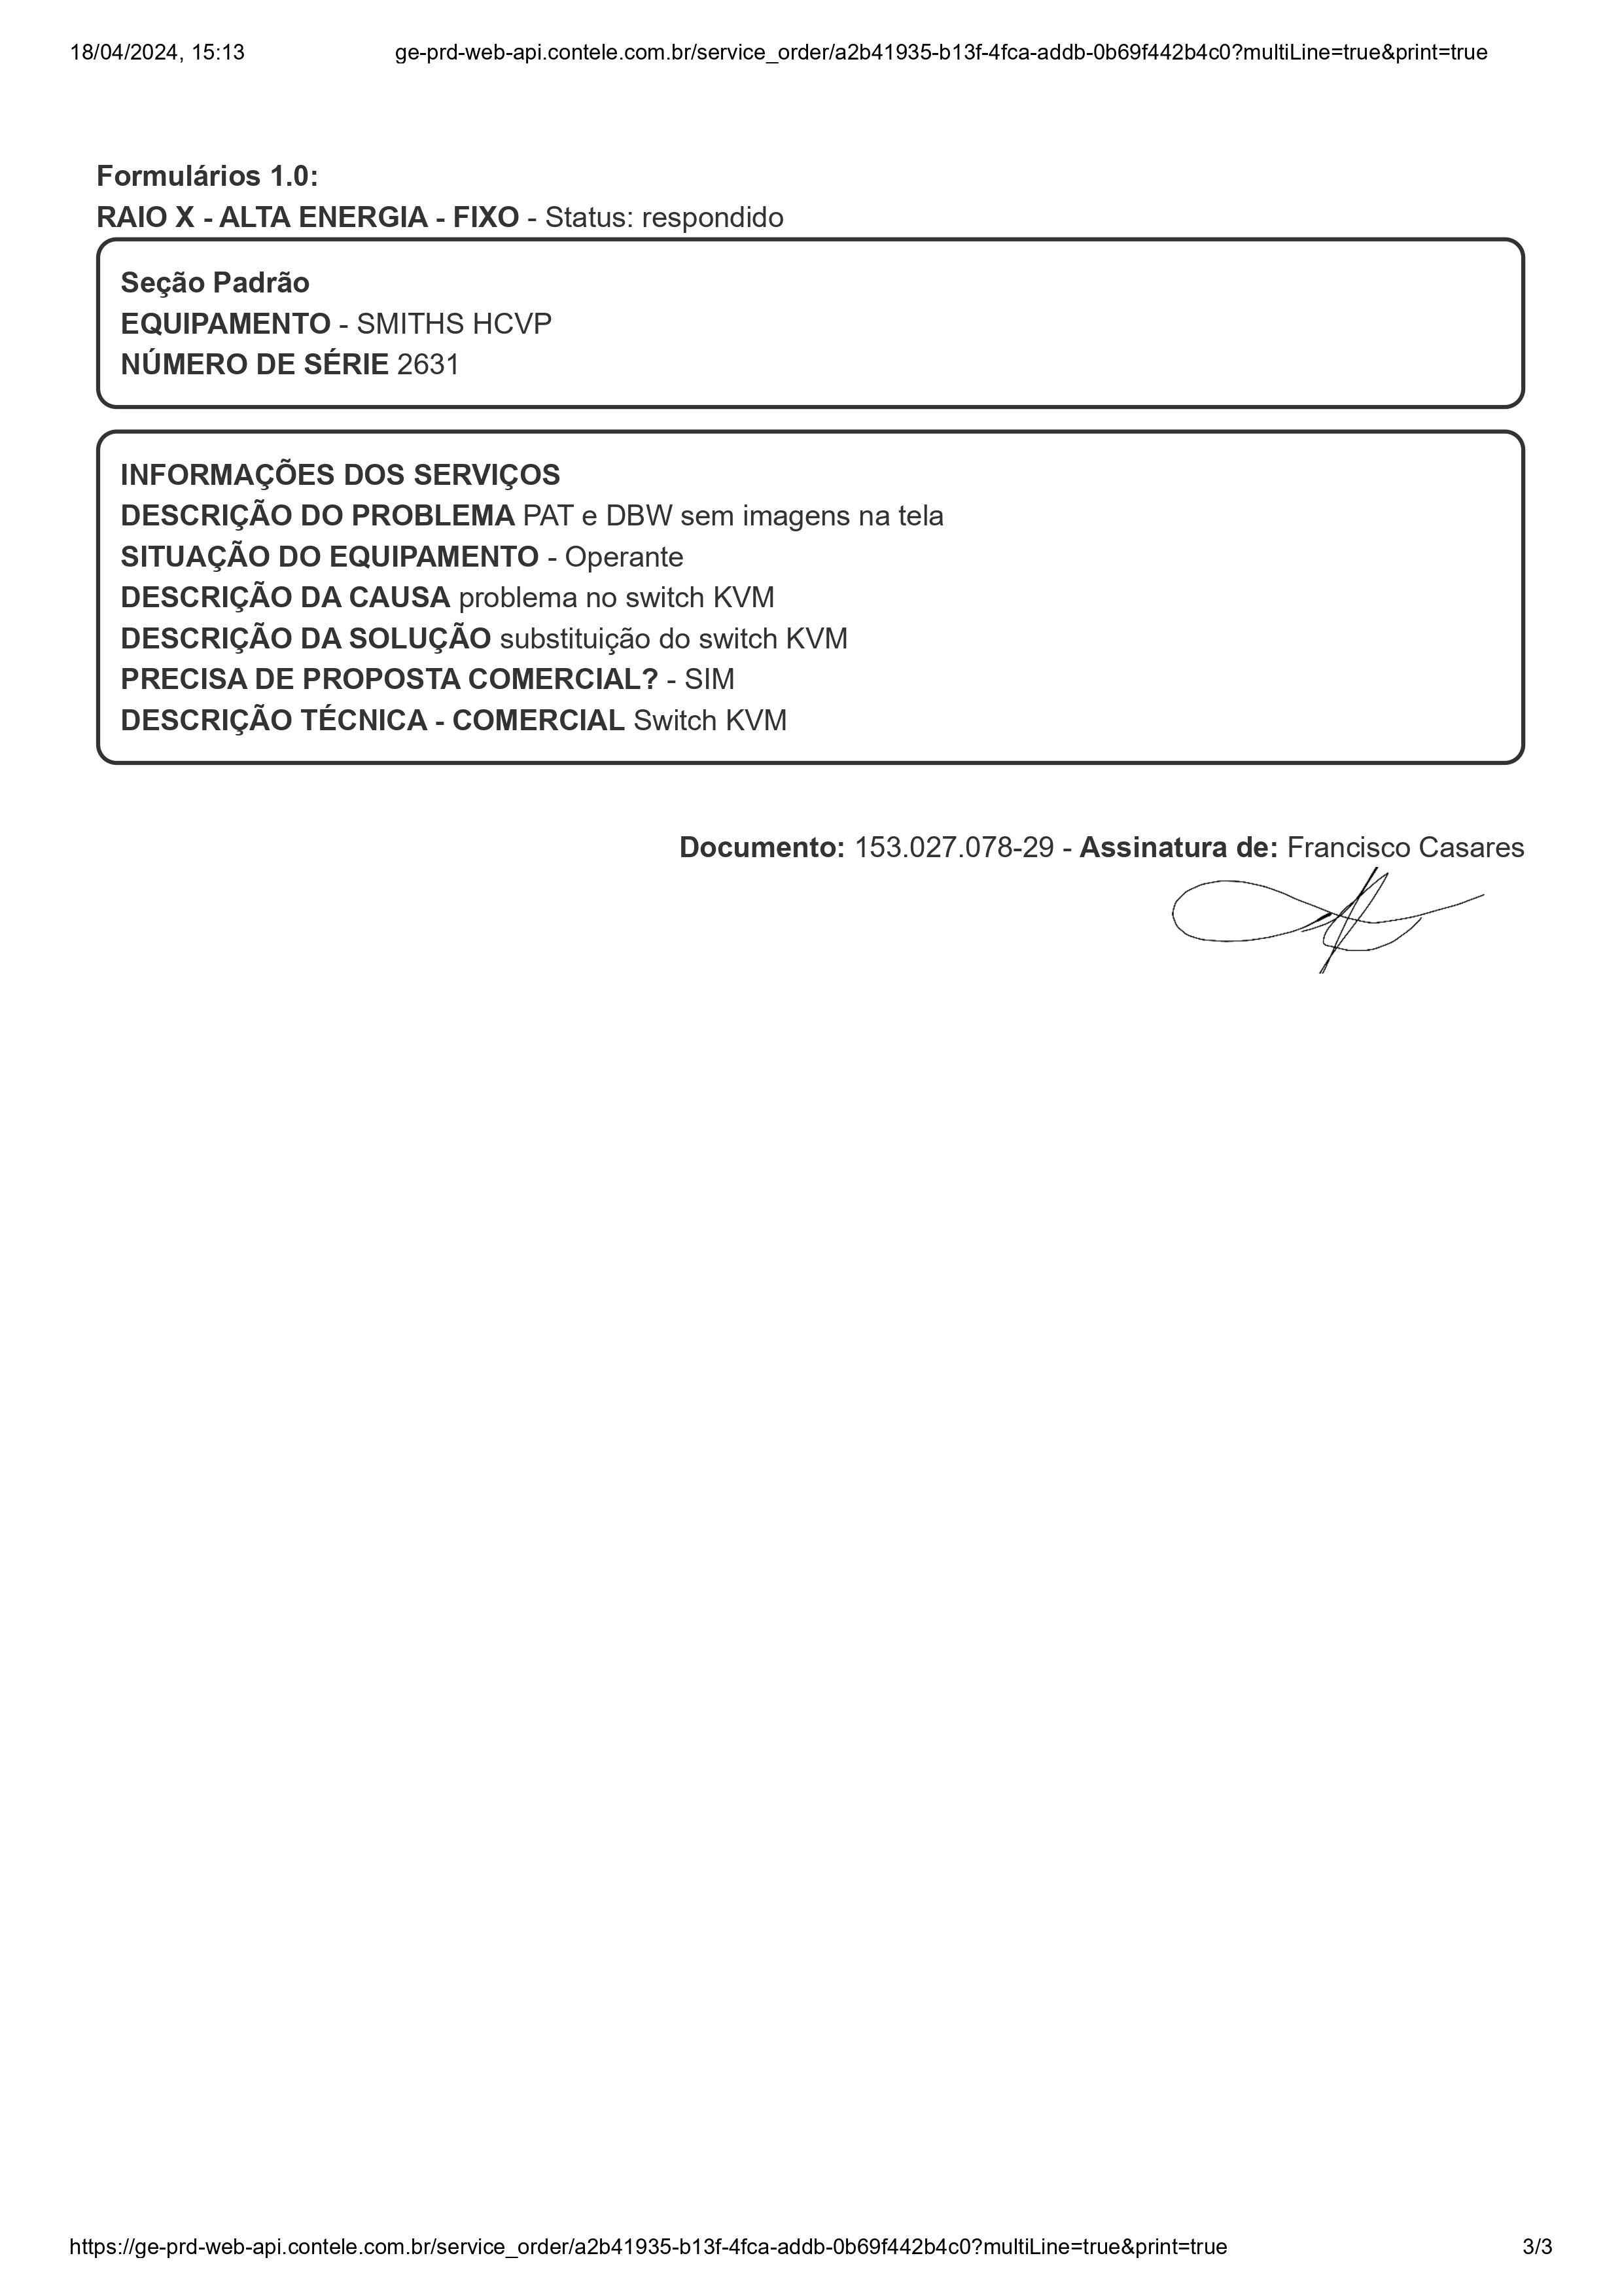 18/04/2024, 15:13 ge-prd-web-api.contele.com.br/service_order/a2b41935-b13f-4fca-addb-0b69f442b4c0?multiLine=true&print=true
Formulários 1.0:
RAIO X - ALTA ENERGIA - FIXO - Status: respondido
Seção Padrão
EQUIPAMENTO - SMITHS HCVP
NÚMERO DE SÉRIE 2631
INFORMAÇÕES DOS SERVIÇOS
DESCRIÇÃO DO PROBLEMA PAT e DBW sem imagens na tela
SITUAÇÃO DO EQUIPAMENTO - Operante
DESCRIÇÃO DA CAUSA problema no switch KVM
DESCRIÇÃO DA SOLUÇÃO substituição do switch KVM
PRECISA DE PROPOSTA COMERCIAL? - SIM
DESCRIÇÃO TÉCNICA - COMERCIAL Switch KVM
Documento: 153.027.078-29 - Assinatura de: Francisco Casares
https://ge-prd-web-api.contele.com.br/service_order/a2b41935-b13f-4fca-addb-0b69f442b4c0?multiLine=true&print=true 3/3